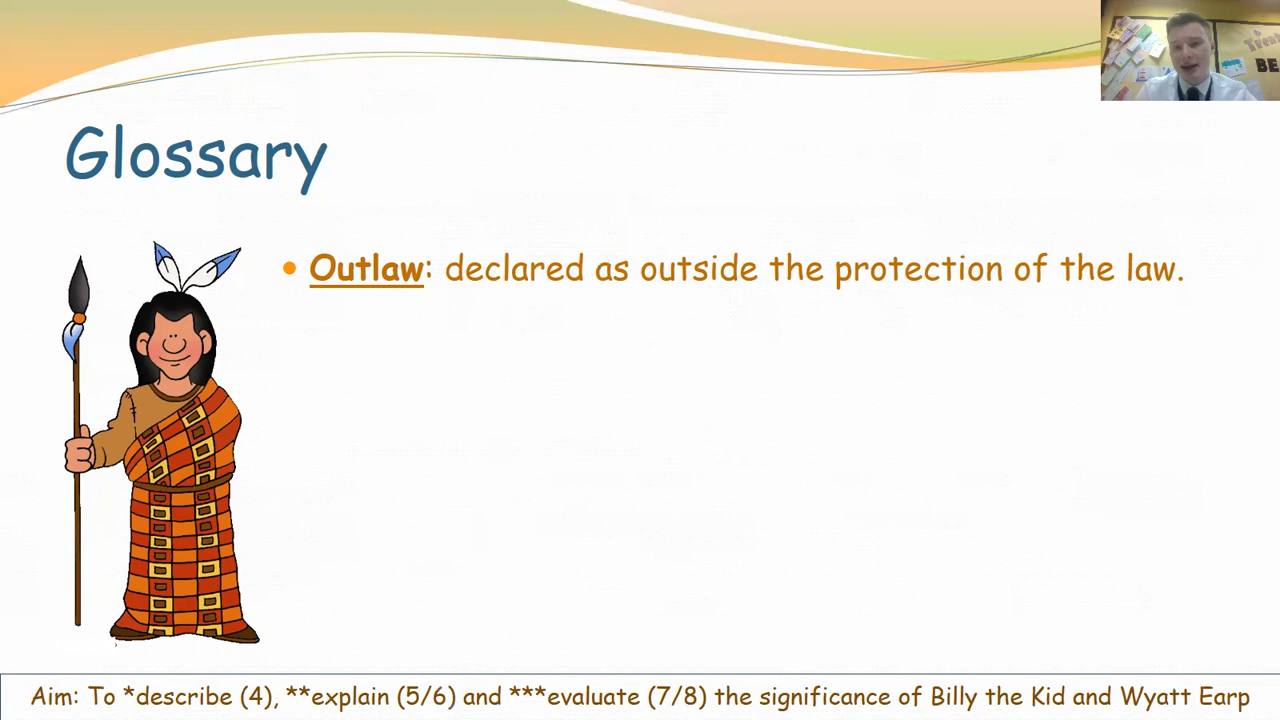 Glossary
• Outlaw: declared as outside the protection of the law.
Aim: To *describe (4), **explain (5/6) and ***evaluate (7/8) the significance of Billy the Kid and Wyatt Earp
BE